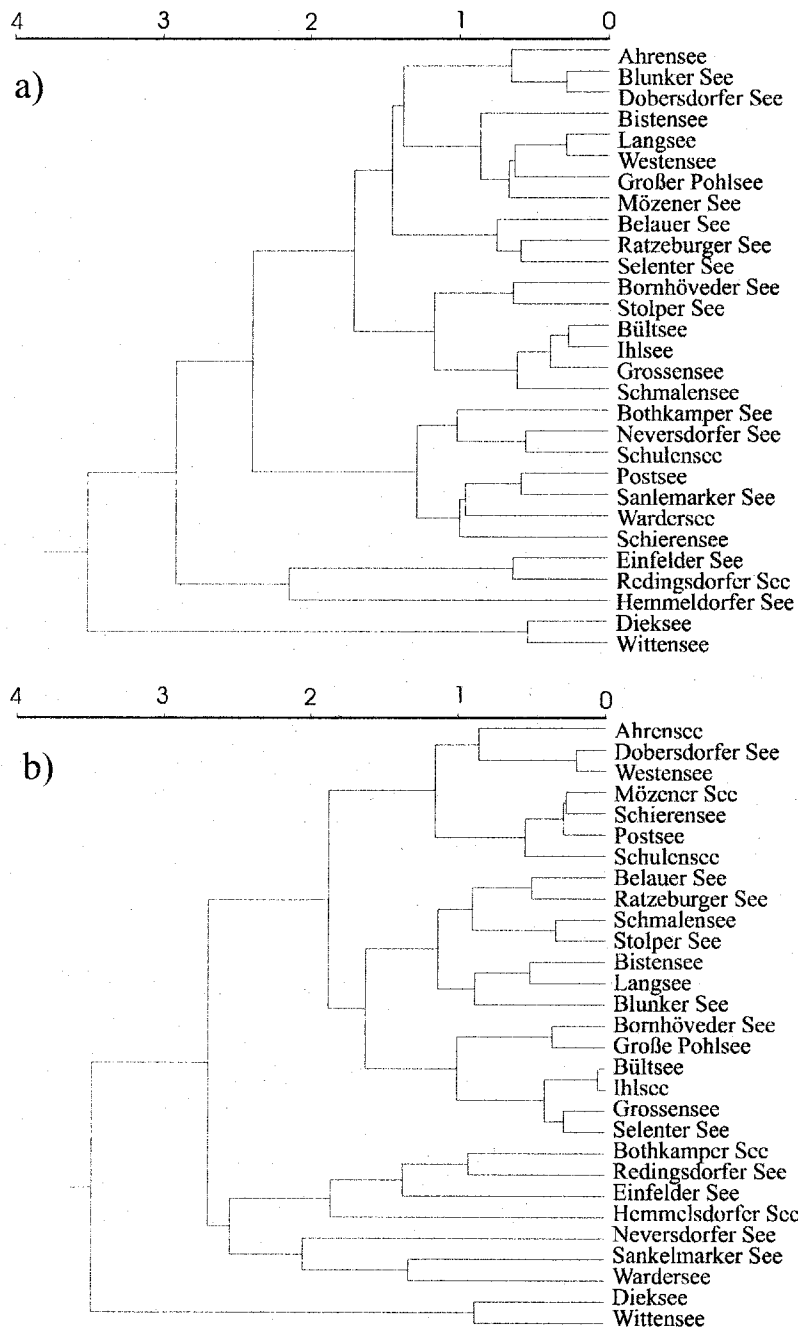 4 3 2 1 0
a)
Ahrensee
Blunker See
Dobersdorfer See
Bistensee
Langsee
Westensee
Großer Pohlsee
Mözener See
Belauer See
Ratzeburger See
Selenter See
Bornhöveder See
Stolper See
Bültsee
Ihlsee
Grossensee
Schmalensee
Bothkamper See
Neversdorfer See
Schulensee
Postsee
Sanlemarker See
Wardersee
Schierensee
Einfelder See
Redingsdorfer See
Hemmeldorfer See
Dieksee
Wittensee
4 3 2 1 0
b)
Ahrensee
Dobersdorfer See
Westensee
Mözener See
Schierensee
Postsee
Schulensee
Belauer See
Ratzeburger See
Schmalensee
Stolper See
Bistensee
Langsee
Blunker See
Bornhöveder See
Große Pohlsee
Bültsee
Ihlsee
Grossensee
Selenter See
Bothkamper See
Redingsdorfer See
Einfelder See
Hemmelsdorfer See
Neversdorfer See
Sankelmarker See
Wardersee
Dieksee
Wittensee